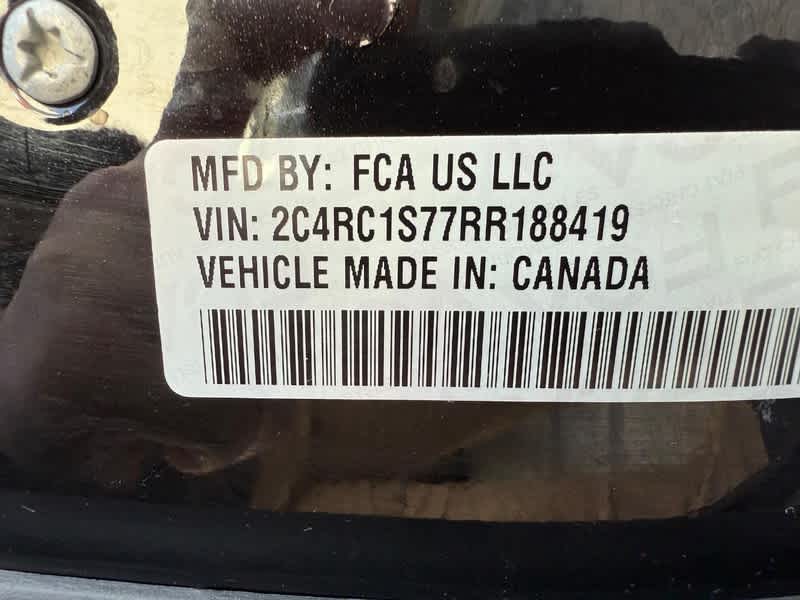 MFD BY: FCA US LLC
VIN: 2C4RC1S77RR188419
VEHICLE MADE IN: CANADA